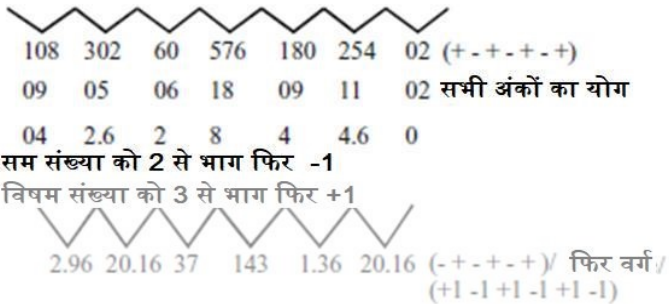 108 302 60 576 180 254 02 (+ - + - + - +)
09 05 06 18 09 11 02 सभी अंकों का योग
04 2.6 2 8 4 4.6 0
सम संख्या को 2 से भाग फिर -1
विषम संख्या को 3 से भाग फिर +1
2.96 20.16 37 143 1.36 20.16 (- + - + - + )/ फिर वर्ग /
(+1 -1 +1 -1 +1 -1)